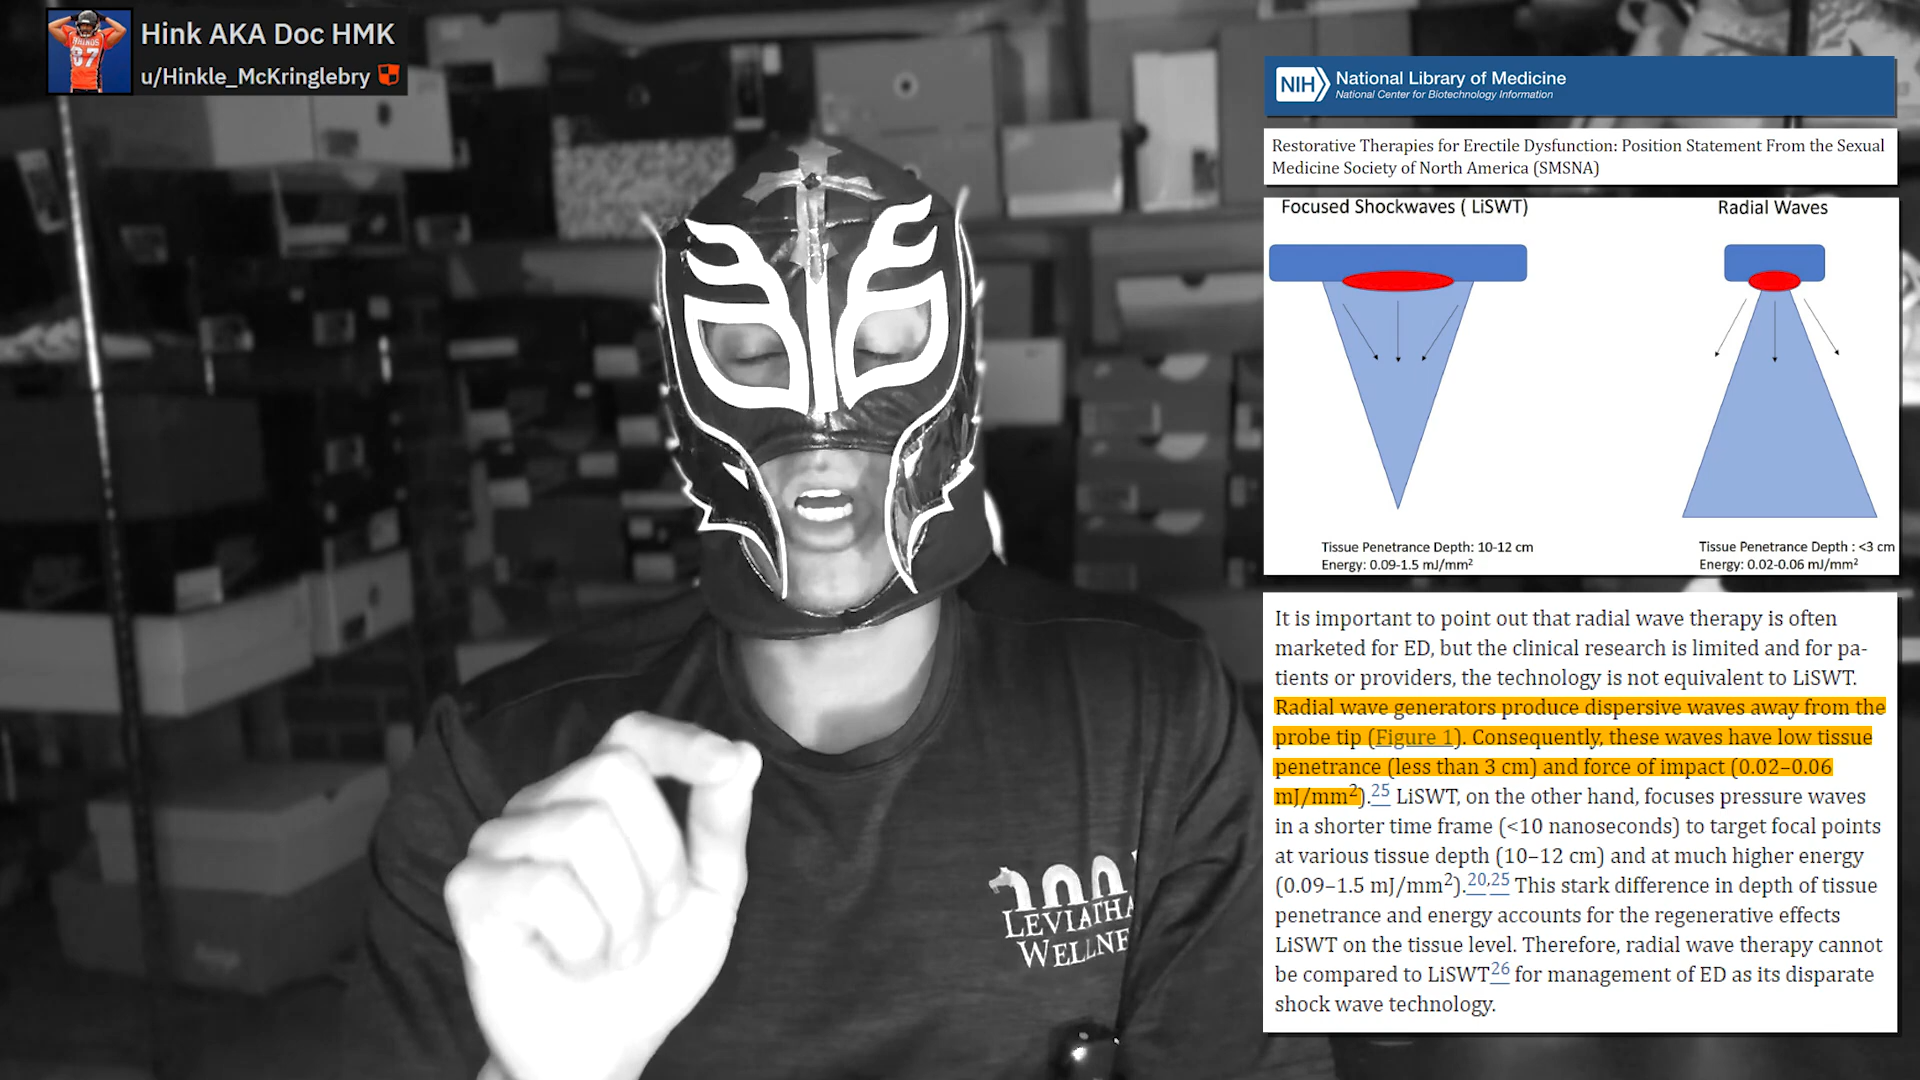 Hink AKA Doc HMK
u/Hinkle_McKringlebry
RHINOS
67
NIH
National Library of Medicine
National Center for Biotechnology Information
Restorative Therapies for Erectile Dysfunction: Position Statement From the Sexual
Medicine Society of North America (SMSNA)
Focused Shockwaves ( LiSWT)
Radial Waves
Tissue Penetrance Depth: 10-12 cm
Energy: 0.09-1.5 mJ/mm²
Tissue Penetrance Depth : <3 cm
Energy: 0.02-0.06 mJ/mm²
It is important to point out that radial wave therapy is often
marketed for ED, but the clinical research is limited and for pa-
tients or providers, the technology is not equivalent to LiSWT.
Radial wave generators produce dispersive waves away from the
probe tip (Figure 1). Consequently, these waves have low tissue
penetrance (less than 3 cm) and force of impact (0.02–0.06
mJ/mm²).25 LiSWT, on the other hand, focuses pressure waves
in a shorter time frame (<10 nanoseconds) to target focal points
at various tissue depth (10–12 cm) and at much higher energy
(0.09–1.5 mJ/mm²).20,25 This stark difference in depth of tissue
penetrance and energy accounts for the regenerative effects
LiSWT on the tissue level. Therefore, radial wave therapy cannot
be compared to LiSWT26 for management of ED as its disparate
shock wave technology.
LEVIATHA
WELLNE